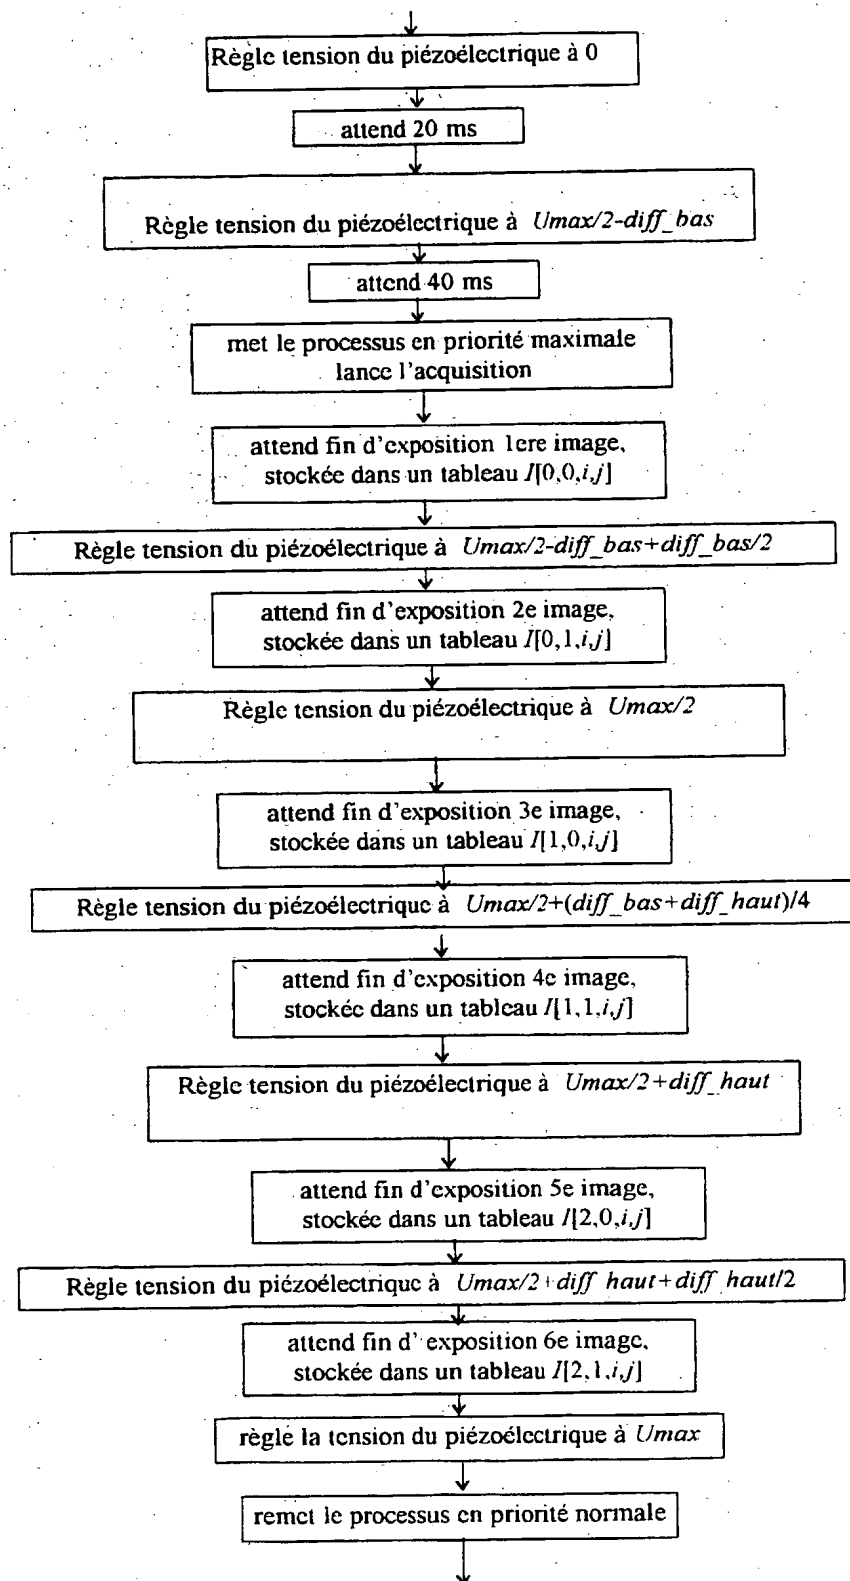 Règle tension du piézoélectrique à 0
attend 20 ms
Règle tension du piézoélectrique à Umax/2-diff_bas
attend 40 ms
met le processus en priorité maximale
lance l'acquisition
attend fin d'exposition 1ere image,
stockée dans un tableau I[0,0,i,j]
Règle tension du piézoélectrique à Umax/2-diff_bas+diff_bas/2
attend fin d'exposition 2e image,
stockée dans un tableau I[0,1,i,j]
Règle tension du piézoélectrique à Umax/2
attend fin d'exposition 3e image,
stockée dans un tableau I[1,0,i,j]
Règle tension du piézoélectrique à Umax/2+(diff_bas+diff_haut)/4
attend fin d'exposition 4e image,
stockée dans un tableau I[1,1,i,j]
Règle tension du piézoélectrique à Umax/2+diff_haut
attend fin d'exposition 5e image,
stockée dans un tableau I[2,0,i,j]
Règle tension du piézoélectrique à Umax/2+diff_haut+diff_haut/2
attend fin d'exposition 6e image,
stockée dans un tableau I[2,1,i,j]
règle la tension du piézoélectrique à Umax
remet le processus en priorité normale